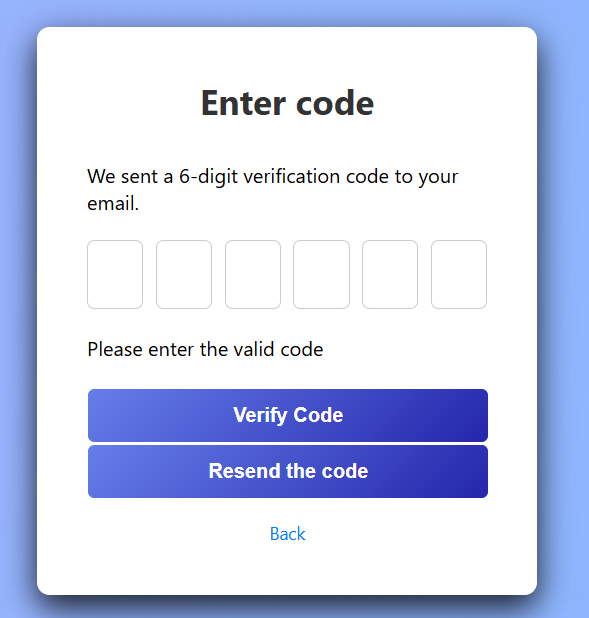 Enter code
We sent a 6-digit verification code to your
email.
Please enter the valid code
Verify Code
Resend the code
Back